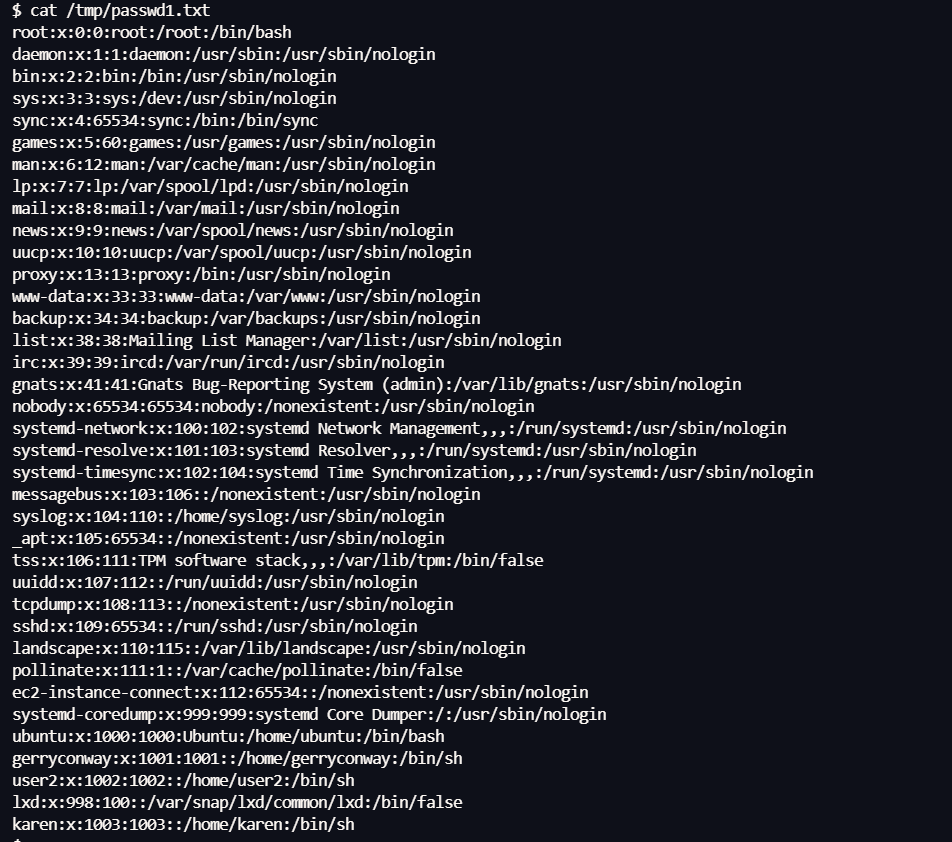 $ cat /tmp/passwd1.txt
root:x:0:0:root:/root:/bin/bash
daemon:x:1:1:daemon:/usr/sbin:/usr/sbin/nologin
bin:x:2:2:bin:/bin:/usr/sbin/nologin
sys:x:3:3:sys:/dev:/usr/sbin/nologin
sync:x:4:65534:sync:/bin:/bin/sync
games:x:5:60:games:/usr/games:/usr/sbin/nologin
man:x:6:12:man:/var/cache/man:/usr/sbin/nologin
lp:x:7:7:lp:/var/spool/lpd:/usr/sbin/nologin
mail:x:8:8:mail:/var/mail:/usr/sbin/nologin
news:x:9:9:news:/var/spool/news:/usr/sbin/nologin
uucp:x:10:10:uucp:/var/spool/uucp:/usr/sbin/nologin
proxy:x:13:13:proxy:/bin:/usr/sbin/nologin
www-data:x:33:33:www-data:/var/www:/usr/sbin/nologin
backup:x:34:34:backup:/var/backups:/usr/sbin/nologin
list:x:38:38:Mailing List Manager:/var/list:/usr/sbin/nologin
irc:x:39:39:ircd:/var/run/ircd:/usr/sbin/nologin
gnats:x:41:41:Gnats Bug-Reporting System (admin):/var/lib/gnats:/usr/sbin/nologin
nobody:x:65534:65534:nobody:/nonexistent:/usr/sbin/nologin
systemd-network:x:100:102:systemd Network Management,,,:/run/systemd:/usr/sbin/nologin
systemd-resolve:x:101:103:systemd Resolver,,,:/run/systemd:/usr/sbin/nologin
systemd-timesync:x:102:104:systemd Time Synchronization,,,:/run/systemd:/usr/sbin/nologin
messagebus:x:103:106::/nonexistent:/usr/sbin/nologin
syslog:x:104:110::/home/syslog:/usr/sbin/nologin
_apt:x:105:65534::/nonexistent:/usr/sbin/nologin
tss:x:106:111:TPM software stack,,,:/var/lib/tpm:/bin/false
uuidd:x:107:112::/run/uuidd:/usr/sbin/nologin
tcpdump:x:108:113::/nonexistent:/usr/sbin/nologin
sshd:x:109:65534::/run/sshd:/usr/sbin/nologin
landscape:x:110:115::/var/lib/landscape:/usr/sbin/nologin
pollinate:x:111:1::/var/cache/pollinate:/bin/false
ec2-instance-connect:x:112:65534::/nonexistent:/usr/sbin/nologin
systemd-coredump:x:999:999:systemd Core Dumper:/:/usr/sbin/nologin
ubuntu:x:1000:1000:Ubuntu:/home/ubuntu:/bin/bash
gerryconway:x:1001:1001::/home/gerryconway:/bin/sh
user2:x:1002:1002::/home/user2:/bin/sh
lxd:x:998:100::/var/snap/lxd/common/lxd:/bin/false
karen:x:1003:1003::/home/karen:/bin/sh